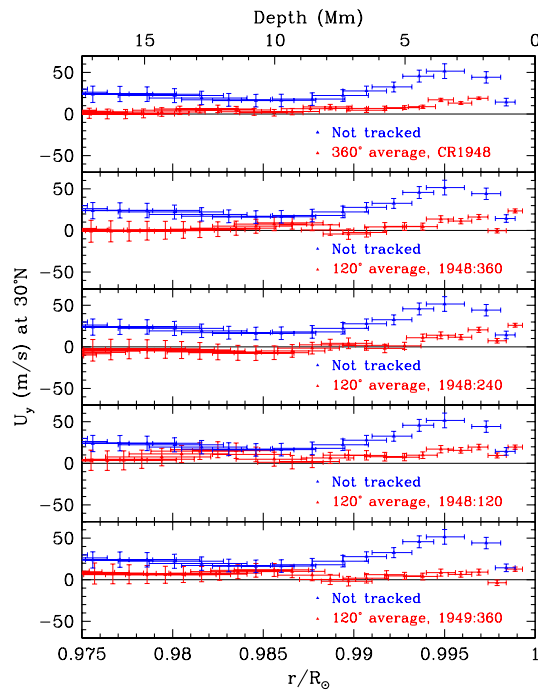 Depth (Mm)
15 10 5 1 0
50
0
−50
Not tracked
360° average, CR1948
50
0
−50
Not tracked
120° average, 1948:360
50
0
−50
Not tracked
120° average, 1948:240
50
0
−50
Not tracked
120° average, 1948:120
50
0
−50
Not tracked
120° average, 1949:360
U_y (m/s) at 30°N
0.975 0.98 0.985 0.99 0.995 1
r/R⊙